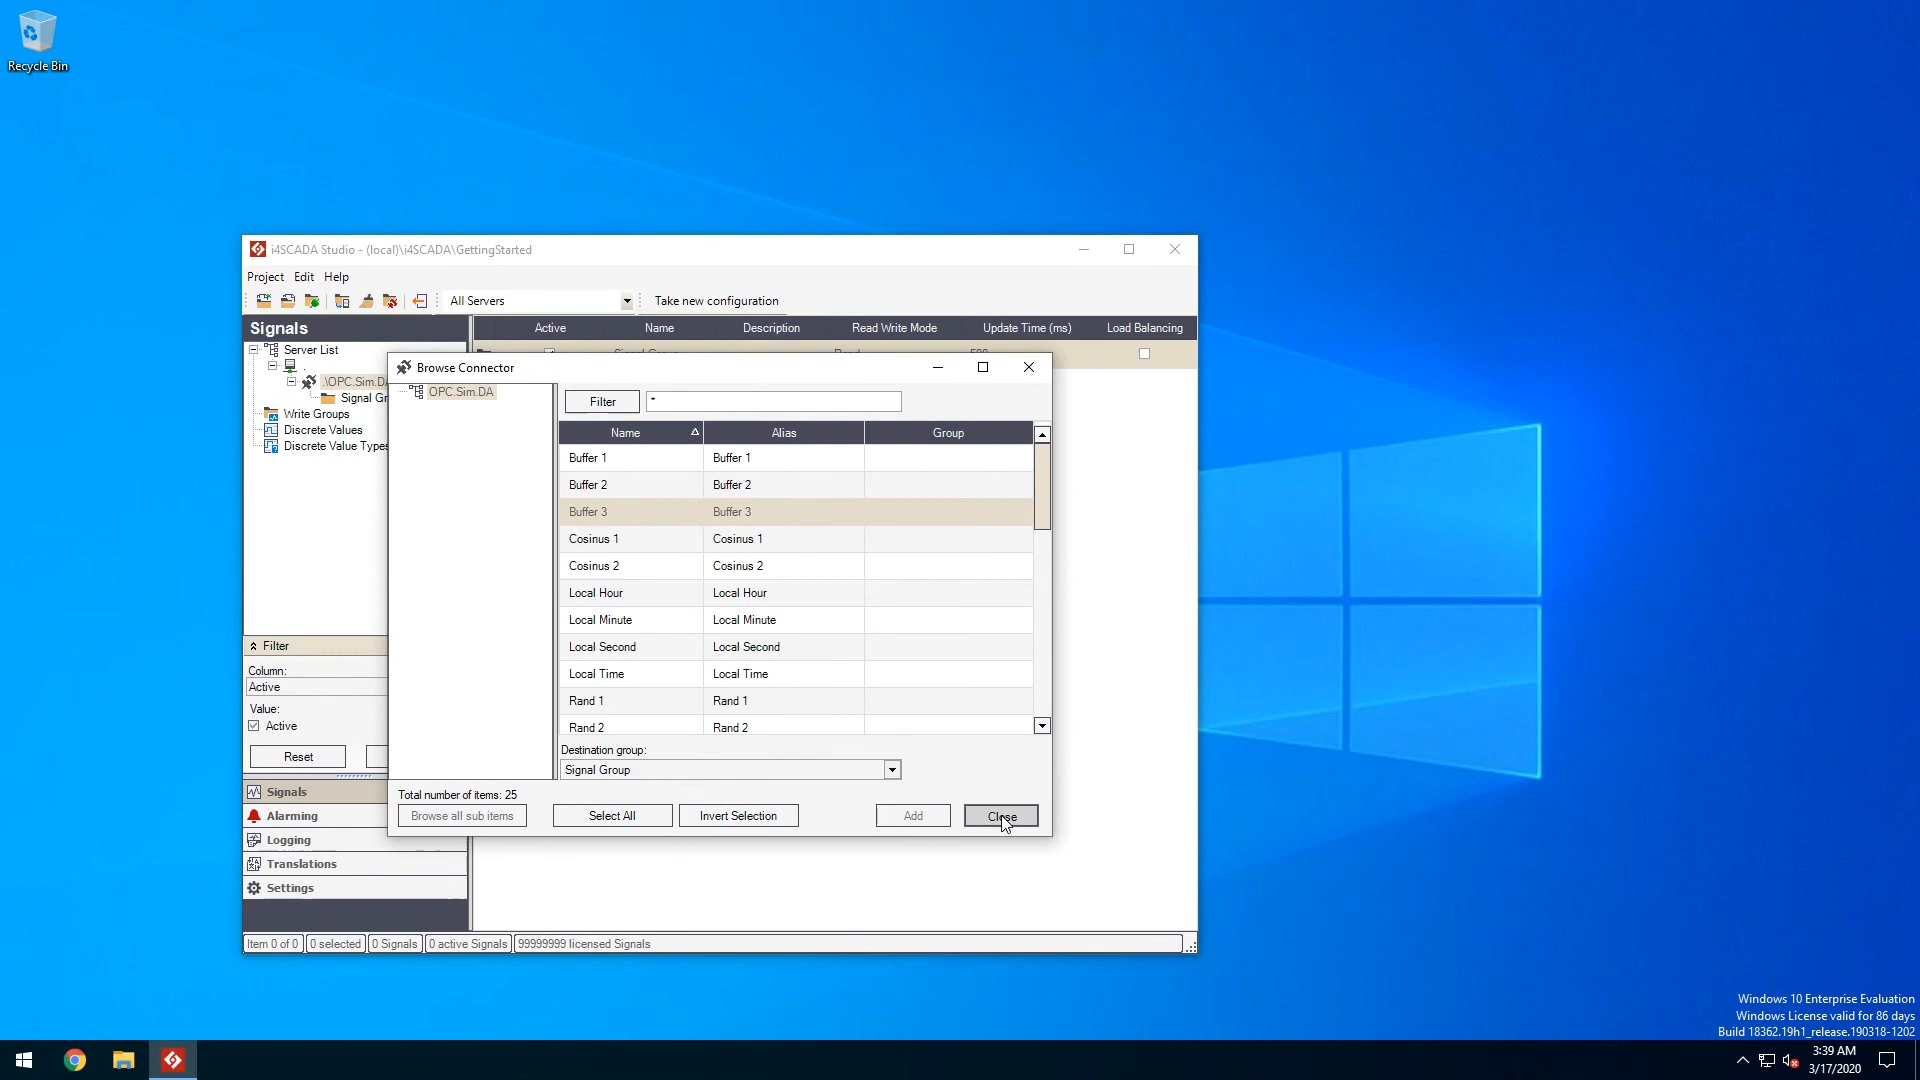 Recycle Bin
i4SCADA Studio - (local)\i4SCADA\GettingStarted
Project Edit Help
All Servers
Take new configuration
Signals
Active Name Description Read Write Mode Update Time (ms) Load Balancing
Server List
.
.\OPC.Sim.DA
Signal Gr
Write Groups
Discrete Values
Discrete Value Types
Browse Connector
OPC.Sim.DA
Filter *
Name Alias Group
Buffer 1 Buffer 1
Buffer 2 Buffer 2
Buffer 3 Buffer 3
Cosinus 1 Cosinus 1
Cosinus 2 Cosinus 2
Local Hour Local Hour
Local Minute Local Minute
Local Second Local Second
Local Time Local Time
Rand 1 Rand 1
Rand 2 Rand 2
Destination group:
Signal Group
Total number of items: 25
Browse all sub items Select All Invert Selection Add Close
Filter
Column:
Active
Value:
Active
Reset
Signals
Alarming
Logging
Translations
Settings
Item 0 of 0 0 selected 0 Signals 0 active Signals 99999999 licensed Signals
Windows 10 Enterprise Evaluation
Windows License valid for 86 days
Build 18362.19h1_release.190318-1202
3:39 AM
3/17/2020